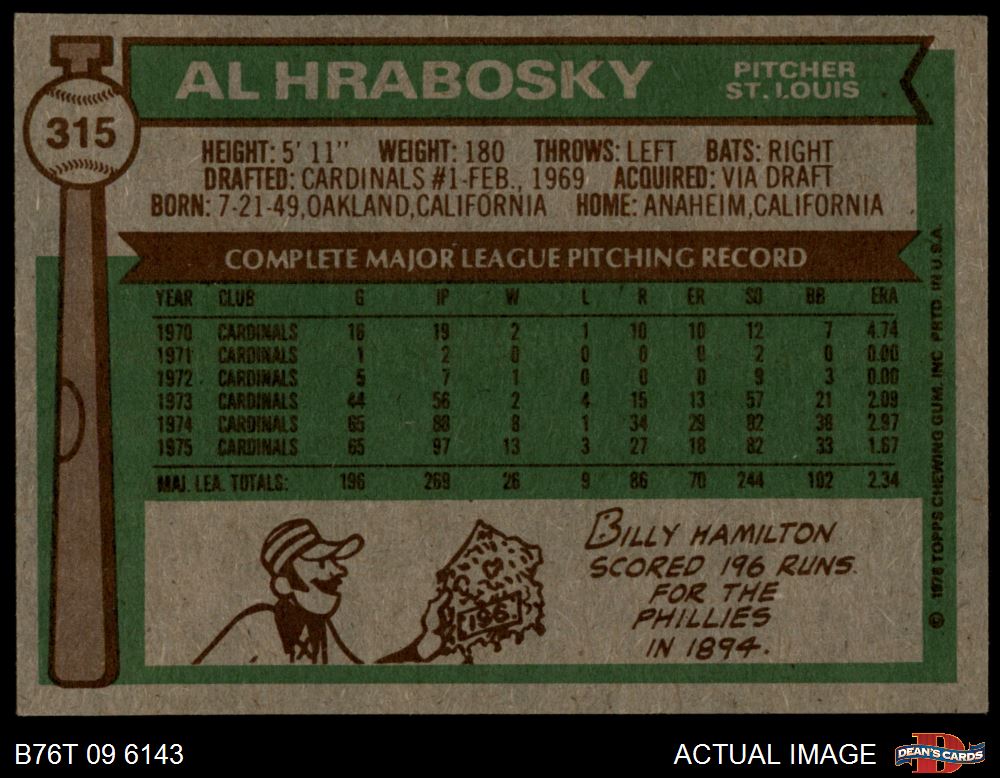 315
AL HRABOSKY
PITCHER
ST. LOUIS
HEIGHT: 5' 11" WEIGHT: 180 THROWS: LEFT BATS: RIGHT
DRAFTED: CARDINALS #1-FEB., 1969 ACQUIRED: VIA DRAFT
BORN: 7-21-49, OAKLAND, CALIFORNIA HOME: ANAHEIM, CALIFORNIA
COMPLETE MAJOR LEAGUE PITCHING RECORD
YEAR CLUB G IP W L R ER SO BB ERA
1970 CARDINALS 16 19 2 1 10 10 12 7 4.74
1971 CARDINALS 1 2 0 0 0 0 2 0 0.00
1972 CARDINALS 5 7 1 0 0 0 9 3 0.00
1973 CARDINALS 44 56 2 4 15 13 57 21 2.09
1974 CARDINALS 65 88 8 1 34 29 82 38 2.97
1975 CARDINALS 65 97 13 3 27 18 82 33 1.67
MAJ. LEA. TOTALS: 196 269 26 9 86 70 244 102 2.34
196
BILLY HAMILTON
SCORED 196 RUNS
FOR THE
PHILLIES
IN 1894.
© 1976 TOPPS CHEWING GUM, INC. PRTD. IN U.S.A.
B76T 09 6143
ACTUAL IMAGE
DEAN'S CARDS